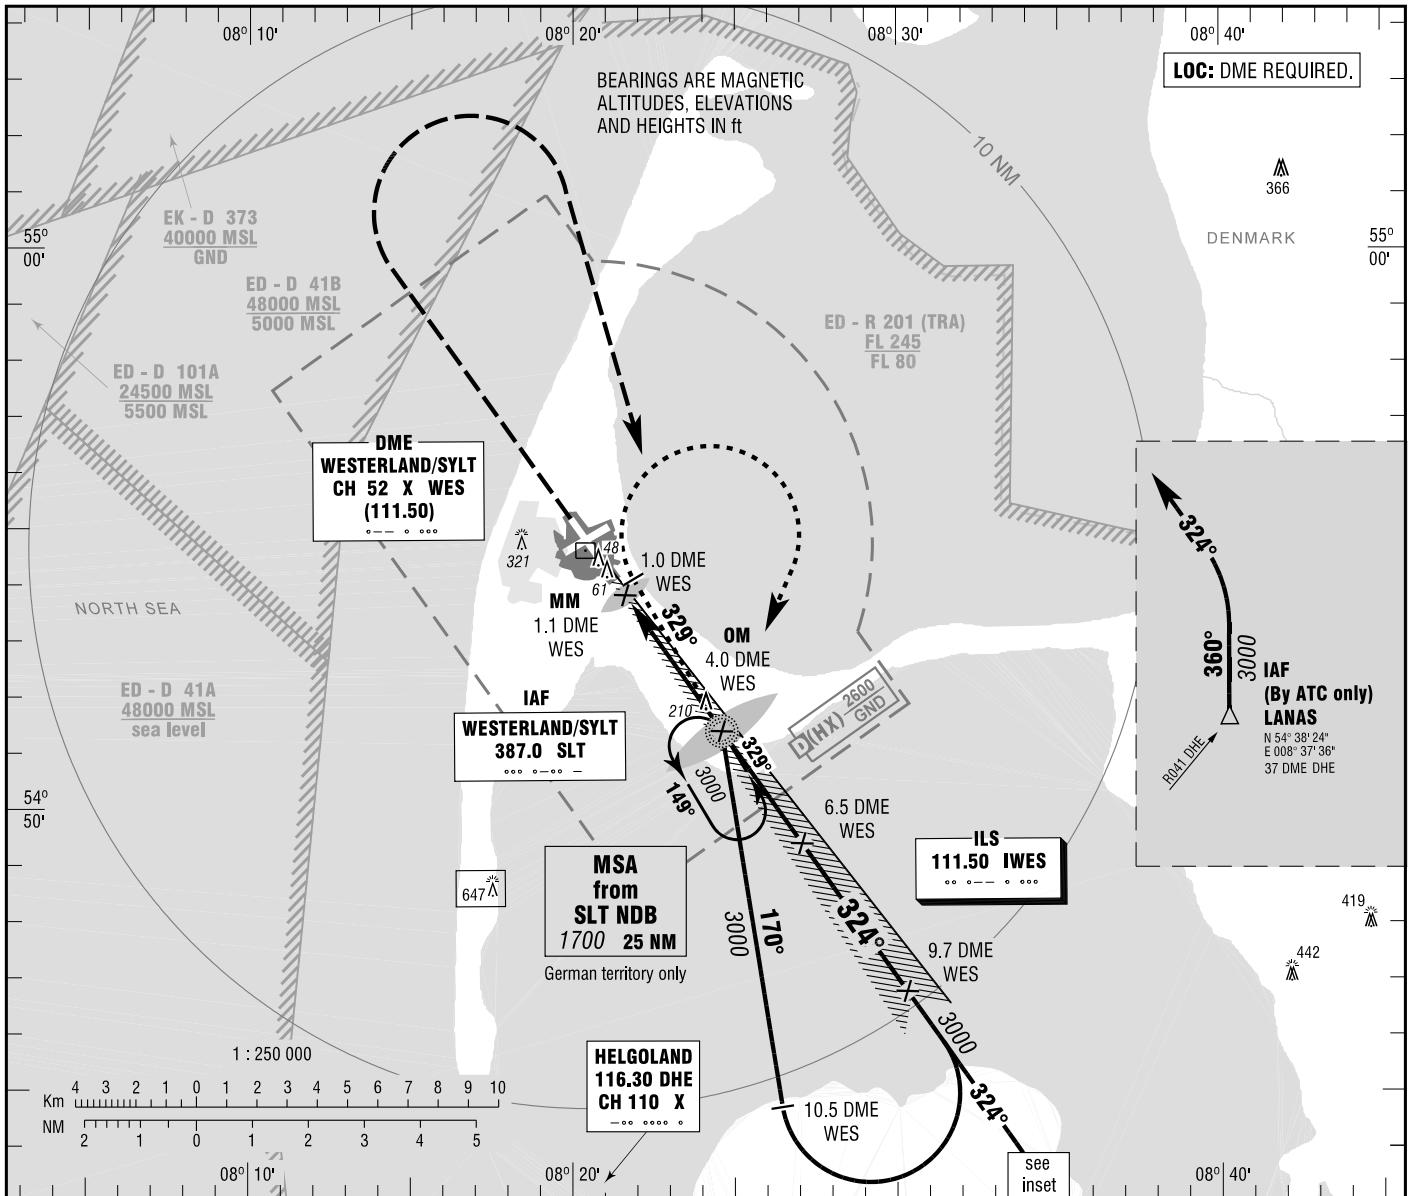 08° 10'
08° 20'
08° 30'
08° 40'
LOC: DME REQUIRED.
BEARINGS ARE MAGNETIC
ALTITUDES, ELEVATIONS
AND HEIGHTS IN ft
10 NM
366
DENMARK
55°
00'
55°
00'
EK - D 373
40000 MSL
GND
ED - D 41B
48000 MSL
5000 MSL
ED - R 201 (TRA)
FL 245
FL 80
ED - D 101A
24500 MSL
5500 MSL
DME
WESTERLAND/SYLT
CH 52 X WES
(111.50)
321
48
61
1.0 DME
WES
MM
1.1 DME
WES
329°
OM
4.0 DME
WES
NORTH SEA
324°
360°
3000
IAF
(By ATC only)
LANAS
N 54° 38' 24"
E 008° 37' 36"
37 DME DHE
R041 DHE
ED - D 41A
48000 MSL
sea level
IAF
WESTERLAND/SYLT
387.0 SLT
210
D(HX) 2600
GND
329°
3000
149°
54°
50'
6.5 DME
WES
ILS
111.50 IWES
MSA
from
SLT NDB
1700 25 NM
German territory only
647
170°
3000
324°
9.7 DME
WES
419
442
3000
324°
1 : 250 000
HELGOLAND
116.30 DHE
CH 110 X
Km
4 3 2 1 0 1 2 3 4 5 6 7 8 9 10
NM
2 1 0 1 2 3 4 5
10.5 DME
WES
see
inset
08° 10'
08° 20'
08° 40'